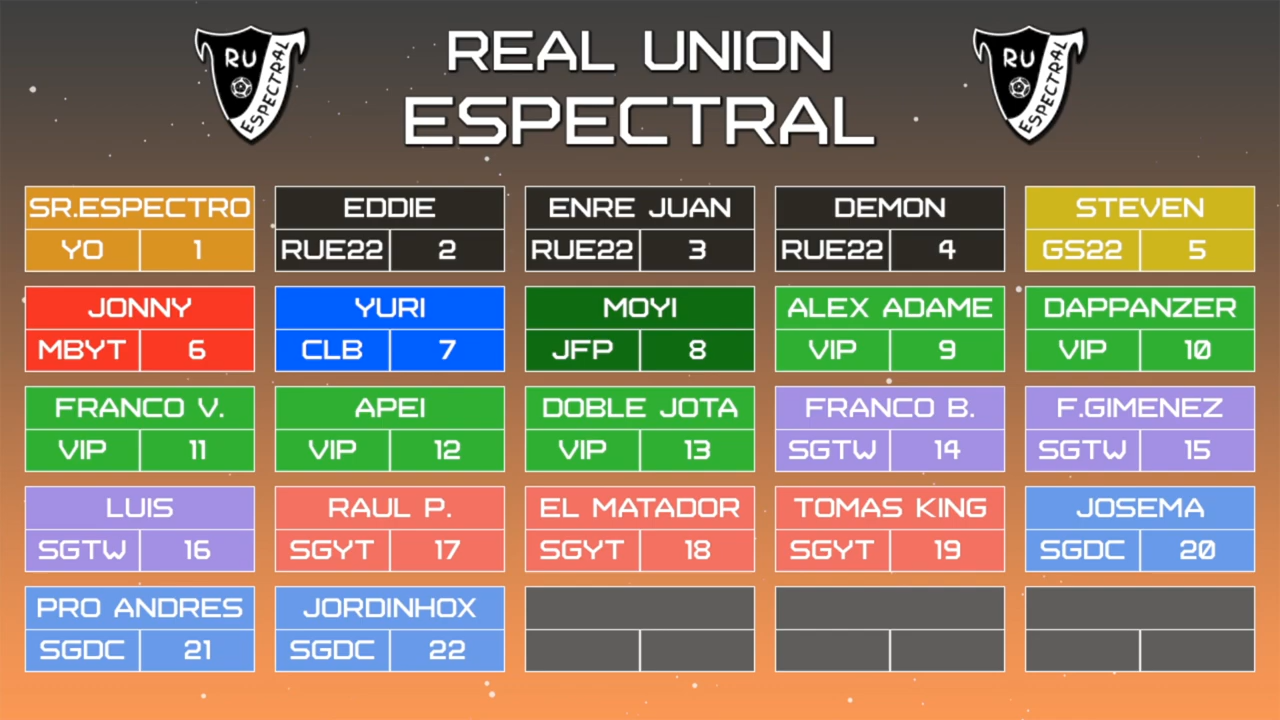 RU
ESPECTRAL
REAL UNION
ESPECTRAL
RU
ESPECTRAL
SR.ESPECTRO
YO 1
EDDIE
RUE22 2
ENRE JUAN
RUE22 3
DEMON
RUE22 4
STEVEN
GS22 5
JONNY
MBYT 6
YURI
CLB 7
MOYI
JFP 8
ALEX ADAME
VIP 9
DAPPANZER
VIP 10
FRANCO V.
VIP 11
APEI
VIP 12
DOBLE JOTA
VIP 13
FRANCO B.
SGTW 14
F.GIMENEZ
SGTW 15
LUIS
SGTW 16
RAUL P.
SGYT 17
EL MATADOR
SGYT 18
TOMAS KING
SGYT 19
JOSEMA
SGDC 20
PRO ANDRES
SGDC 21
JORDINHOX
SGDC 22